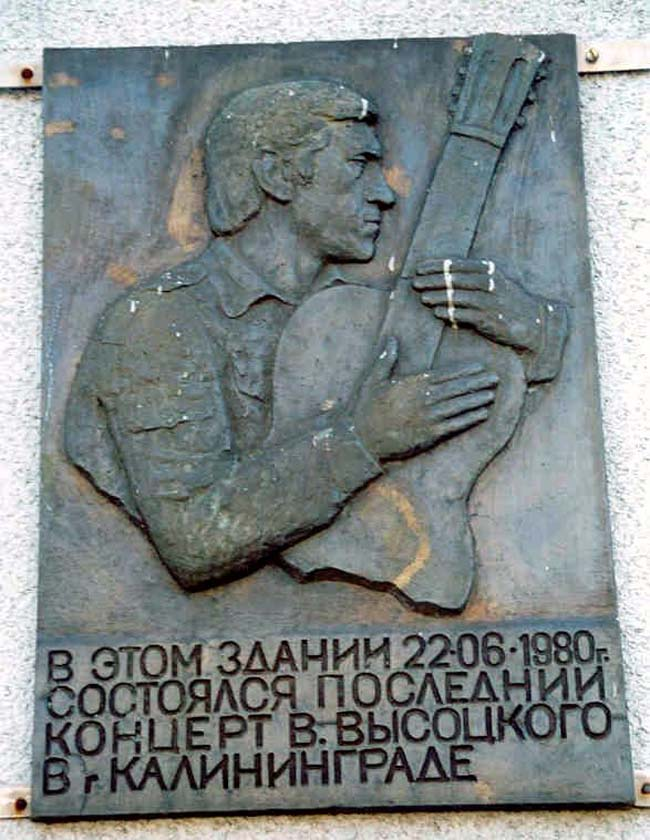 В ЭТОМ ЗДАНИИ 22·06·1980г.
СОСТОЯЛСЯ ПОСЛЕДНИЙ
КОНЦЕРТ В. ВЫСОЦКОГО
В г КАЛИНИНГРАДЕ